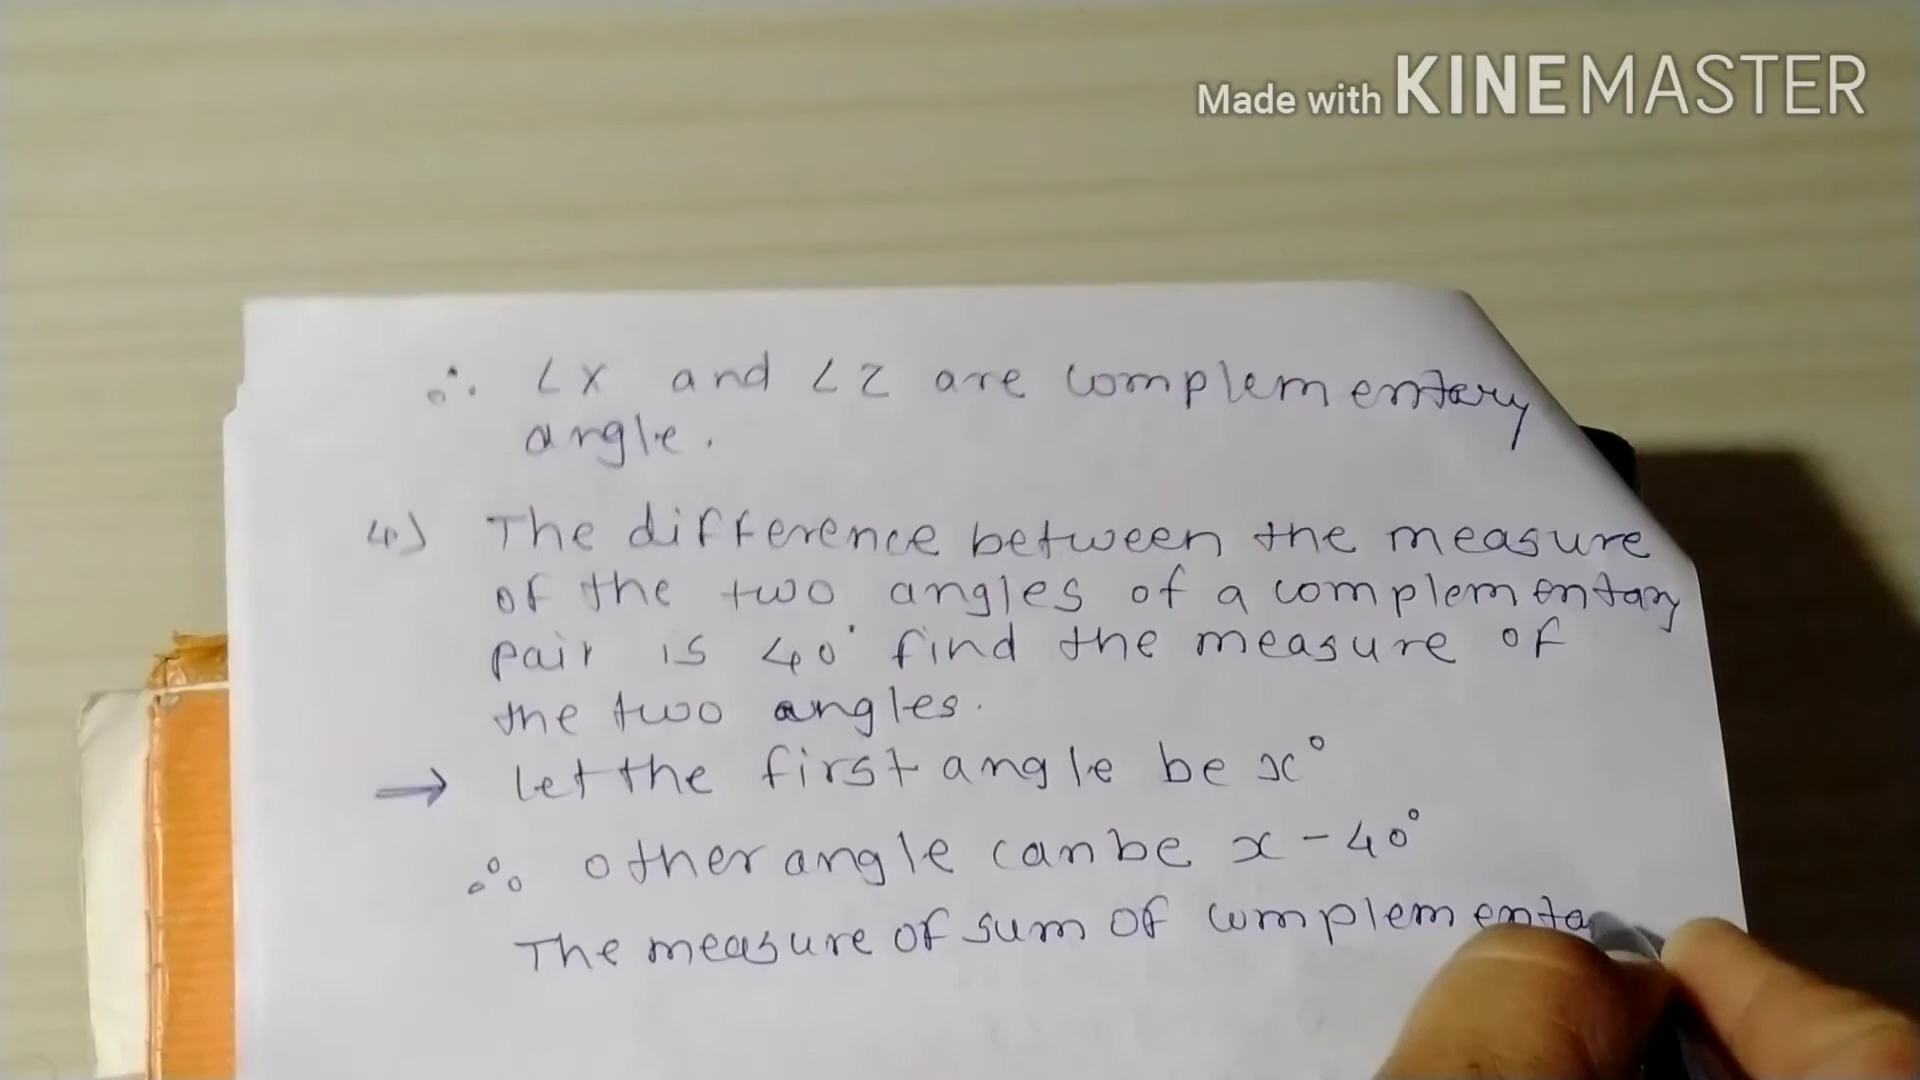 Made with KINEMASTER
∴ ∠X and ∠Z are complementary
angle.
4) The difference between the measure
of the two angles of a complementary
pair is 40° find the measure of
the two angles.
→ Let the first angle be x°
∴ other angle can be x - 40°
The measure of sum of complementa